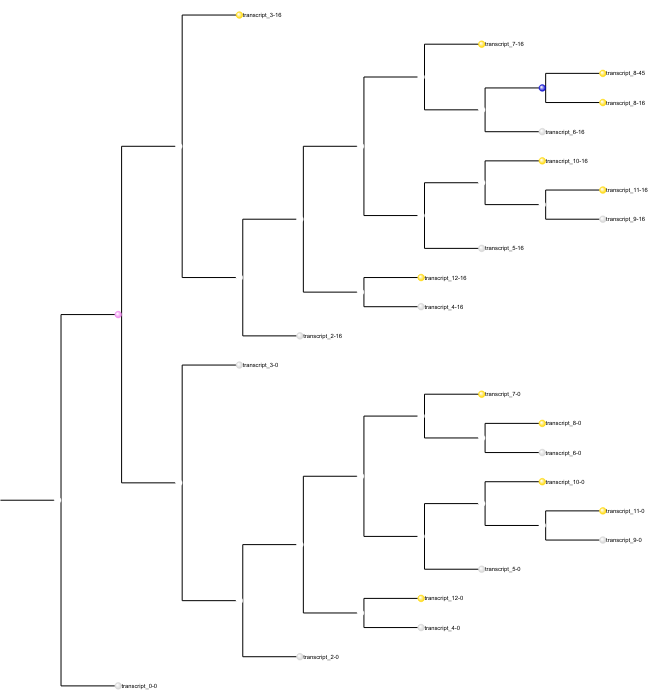 transcript_3-16
transcript_7-16
transcript_8-45
transcript_8-16
transcript_6-16
transcript_10-16
transcript_11-16
transcript_9-16
transcript_5-16
transcript_12-16
transcript_4-16
transcript_2-16
transcript_3-0
transcript_7-0
transcript_8-0
transcript_6-0
transcript_10-0
transcript_11-0
transcript_9-0
transcript_5-0
transcript_12-0
transcript_4-0
transcript_2-0
transcript_0-0